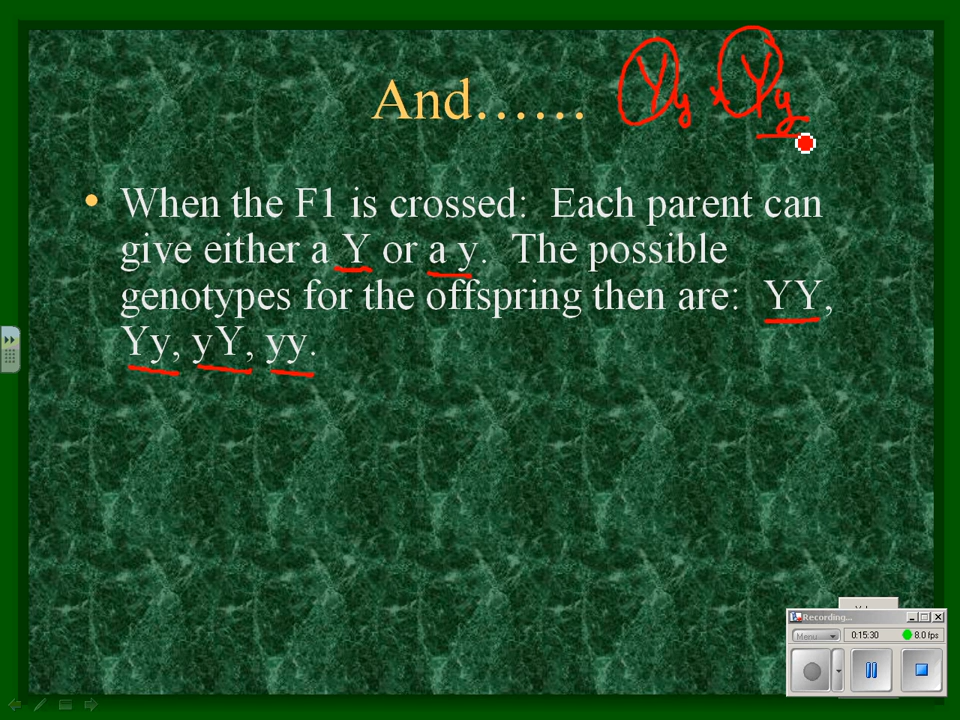 And……
Yy x Yy
• When the F1 is crossed:  Each parent can
give either a Y or a y.  The possible
genotypes for the offspring then are:  YY,
Yy, yY, yy.
Recording...
Menu
0:15:30
8.0 fps